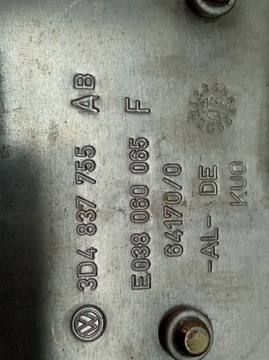 3D4 837 755 AB
E038 060 065 F
64170/0
-AL- DE
KUO